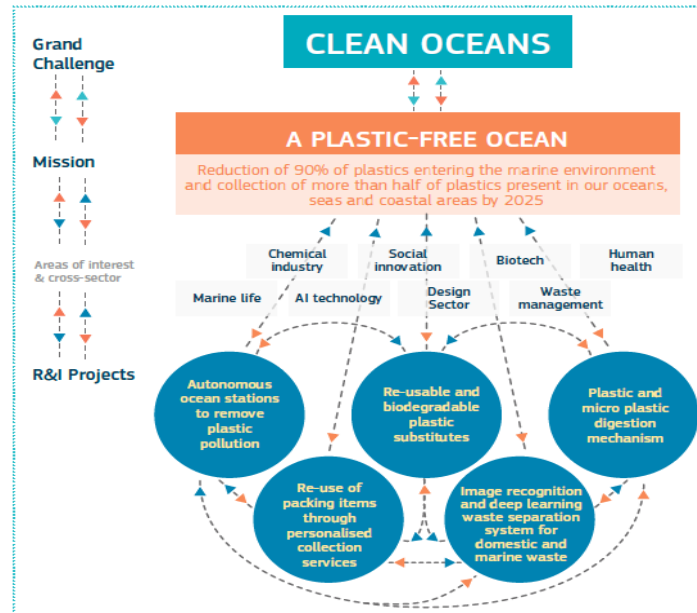 Grand
Challenge
CLEAN OCEANS
Mission
A PLASTIC-FREE OCEAN
Reduction of 90% of plastics entering the marine environment
and collection of more than half of plastics present in our oceans,
seas and coastal areas by 2025
Areas of interest
& cross-sector
Chemical
industry
Social
innovation
Biotech
Human
health
Marine life
AI technology
Design
Sector
Waste
management
R&I Projects
Autonomous
ocean stations
to remove
plastic
pollution
Re-usable and
biodegradable
plastic
substitutes
Plastic and
micro plastic
digestion
mechanism
Re-use of
packing items
through
personalised
collection
services
Image recognition
and deep learning
waste separation
system for
domestic and
marine waste